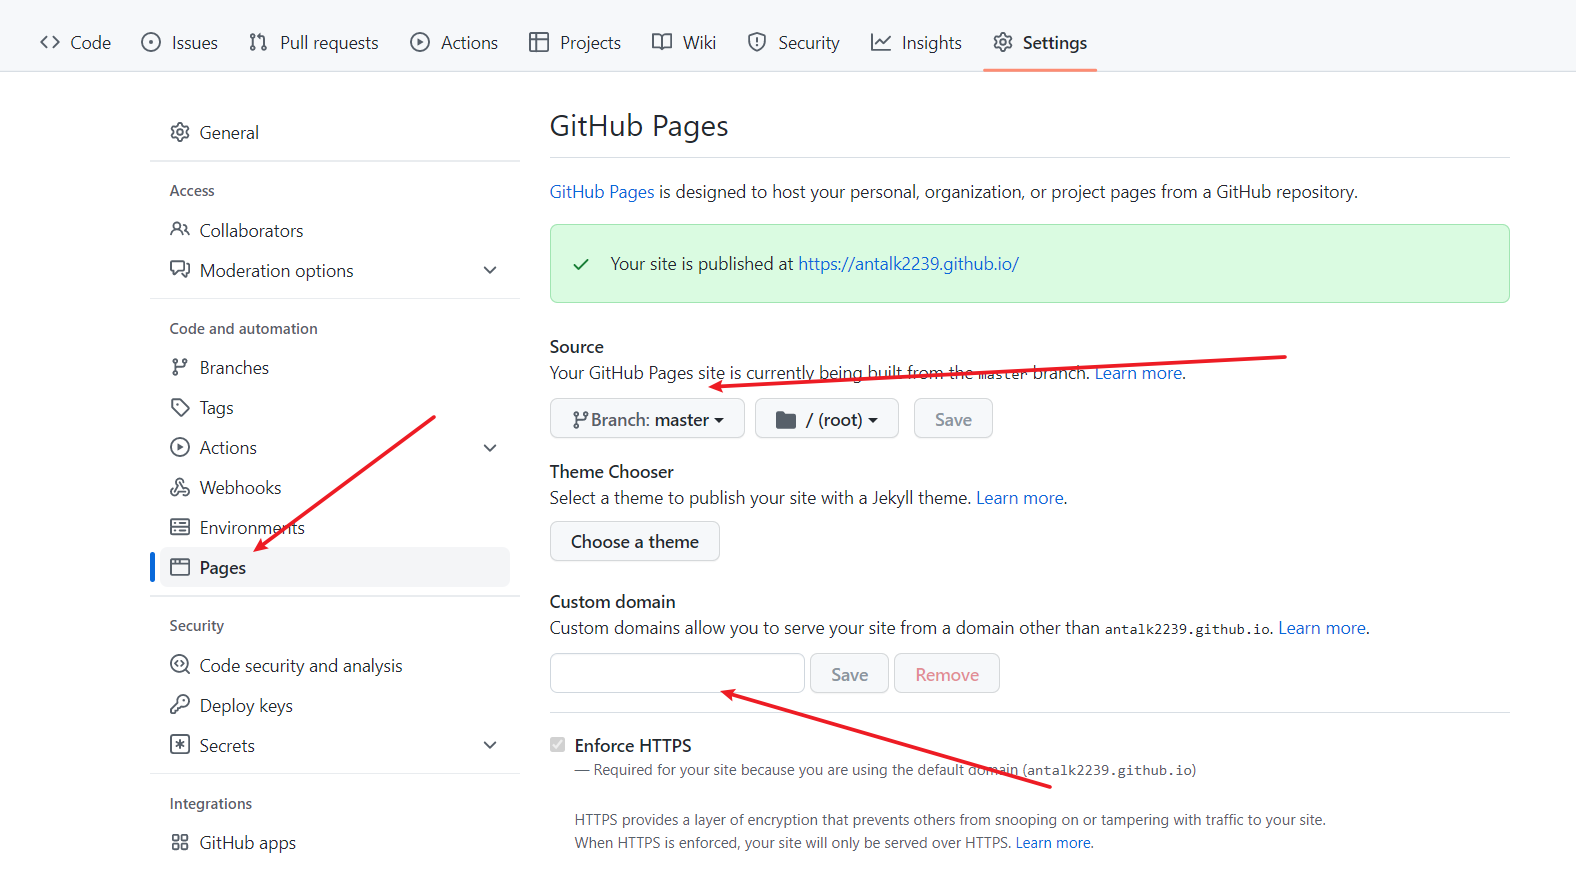 Code Issues Pull requests Actions Projects Wiki Security Insights Settings
General
Access
Collaborators
Moderation options
Code and automation
Branches
Tags
Actions
Webhooks
Environments
Pages
Security
Code security and analysis
Deploy keys
Secrets
Integrations
GitHub apps
GitHub Pages
GitHub Pages is designed to host your personal, organization, or project pages from a GitHub repository.
Your site is published at https://antalk2239.github.io/
Source
Your GitHub Pages site is currently being built from the master branch. Learn more.
Branch: master / (root) Save
Theme Chooser
Select a theme to publish your site with a Jekyll theme. Learn more.
Choose a theme
Custom domain
Custom domains allow you to serve your site from a domain other than antalk2239.github.io. Learn more.
Save Remove
Enforce HTTPS
— Required for your site because you are using the default domain (antalk2239.github.io)
HTTPS provides a layer of encryption that prevents others from snooping on or tampering with traffic to your site.
When HTTPS is enforced, your site will only be served over HTTPS. Learn more.